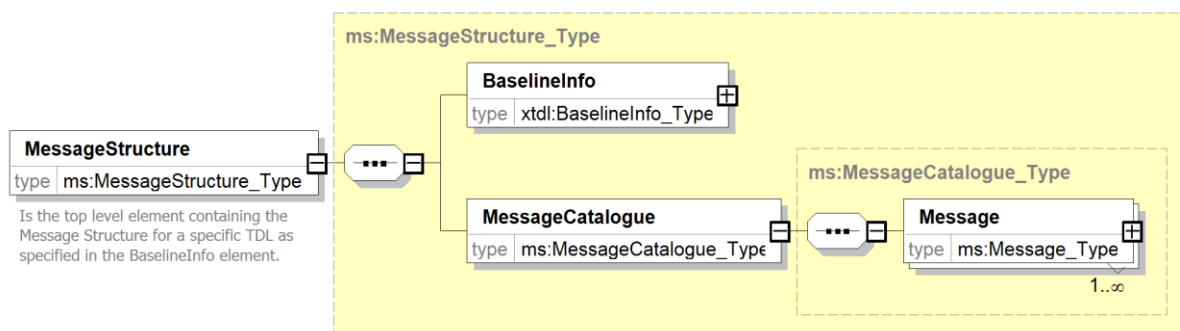 ms:MessageStructure_Type
BaselineInfo
type xtdl:BaselineInfo_Type
MessageStructure
type ms:MessageStructure_Type
Is the top level element containing the
Message Structure for a specific TDL as
specified in the BaselineInfo element.
ms:MessageCatalogue_Type
MessageCatalogue
type ms:MessageCatalogue_Type
Message
type ms:Message_Type
1..∞